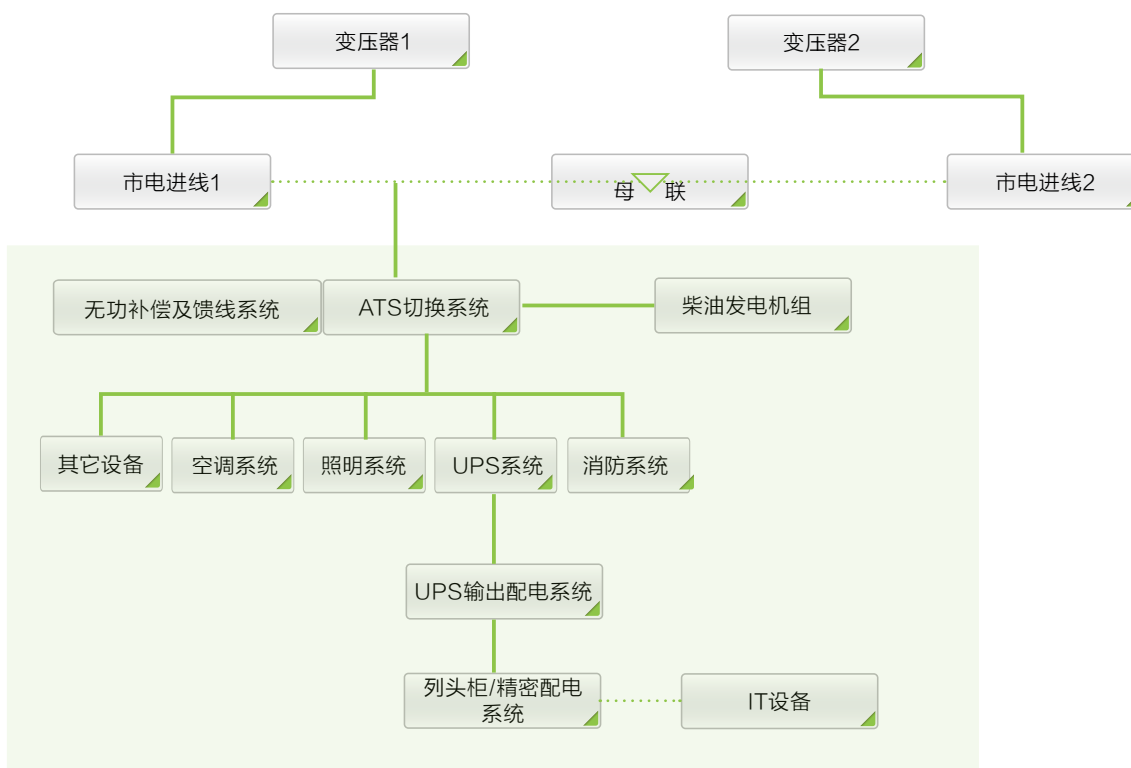 变压器1
变压器2
市电进线1
母 联
市电进线2
无功补偿及馈线系统
ATS切换系统
柴油发电机组
其它设备
空调系统
照明系统
UPS系统
消防系统
UPS输出配电系统
列头柜/精密配电
系统
IT设备